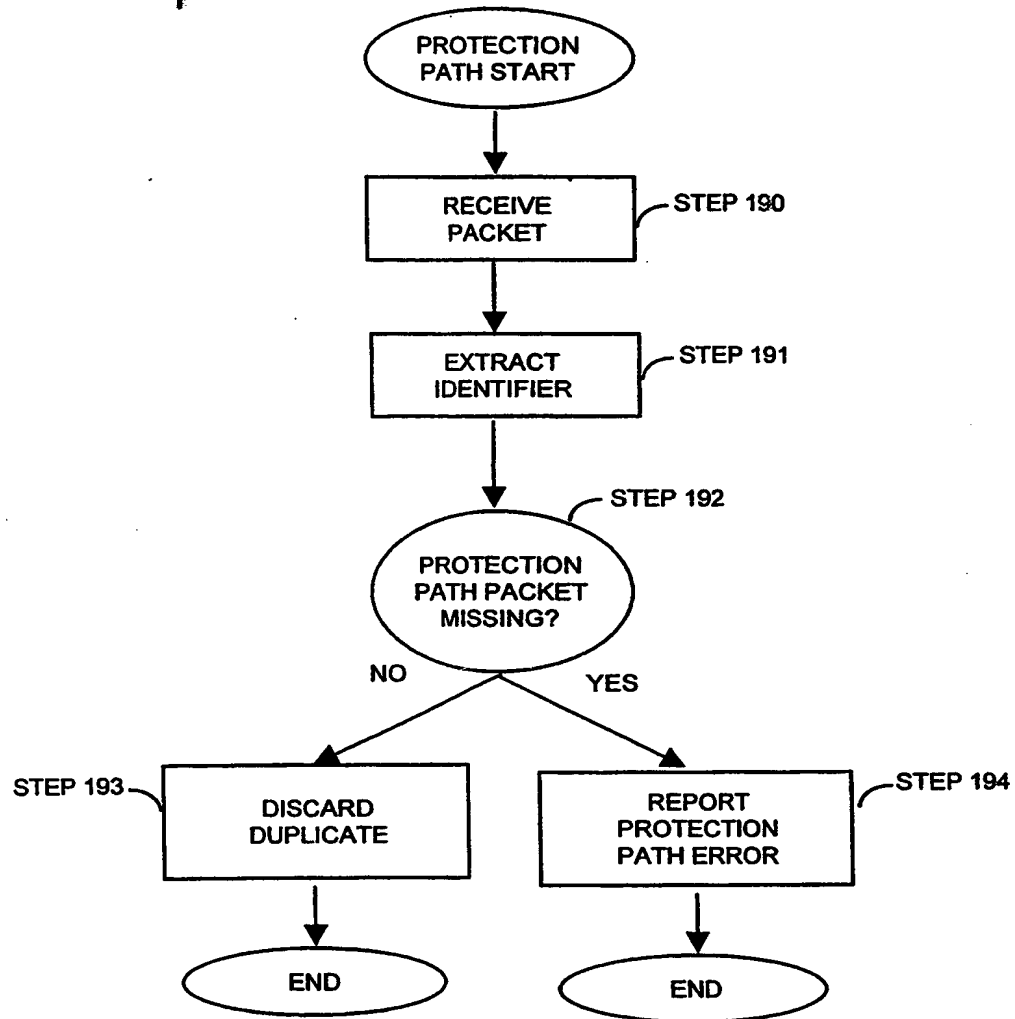 PROTECTION
PATH START
RECEIVE
PACKET
STEP 190
EXTRACT
IDENTIFIER
STEP 191
STEP 192
PROTECTION
PATH PACKET
MISSING?
NO
YES
STEP 193
DISCARD
DUPLICATE
REPORT
PROTECTION
PATH ERROR
STEP 194
END
END